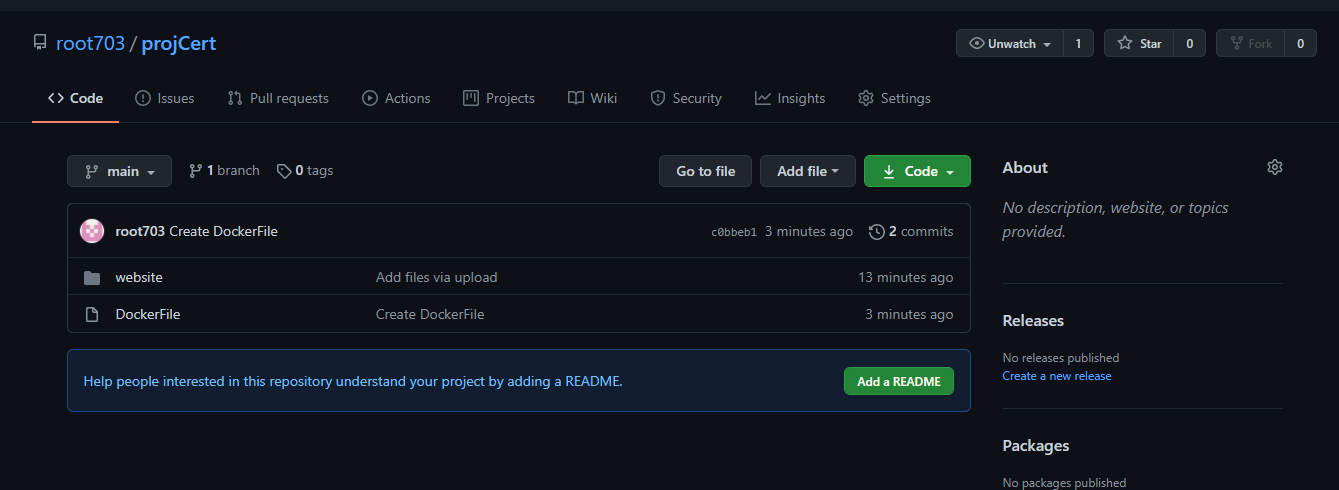 root703 / projCert
Unwatch 1 Star 0 Fork 0
Code Issues Pull requests Actions Projects Wiki Security Insights Settings
main 1 branch 0 tags Go to file Add file Code
root703 Create DockerFile c0bbeb1 3 minutes ago 2 commits
website Add files via upload 13 minutes ago
DockerFile Create DockerFile 3 minutes ago
Help people interested in this repository understand your project by adding a README. Add a README
About
No description, website, or topics
provided.
Releases
No releases published
Create a new release
Packages
No packages published